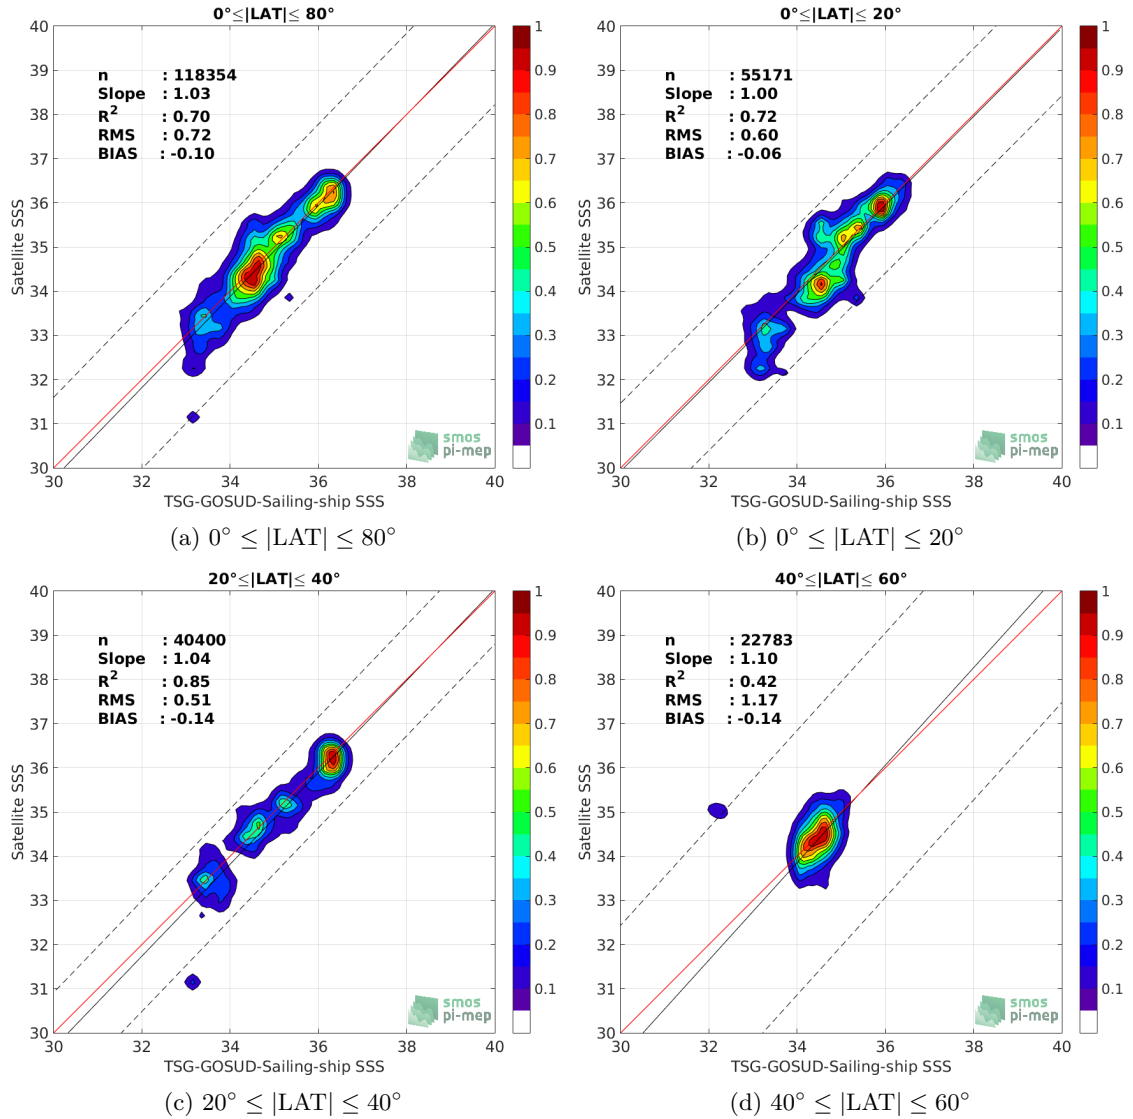 0°≤|LAT|≤ 80°
n : 118354
Slope : 1.03
R² : 0.70
RMS : 0.72
BIAS : -0.10
40
39
38
37
36
35
34
33
32
31
30
Satellite SSS
30 32 34 36 38 40
TSG-GOSUD-Sailing-ship SSS
1
0.9
0.8
0.7
0.6
0.5
0.4
0.3
0.2
0.1
smos
pi-mep
(a) 0° ≤ |LAT| ≤ 80°
0°≤|LAT|≤ 20°
n : 55171
Slope : 1.00
R² : 0.72
RMS : 0.60
BIAS : -0.06
40
39
38
37
36
35
34
33
32
31
30
Satellite SSS
30 32 34 36 38 40
TSG-GOSUD-Sailing-ship SSS
1
0.9
0.8
0.7
0.6
0.5
0.4
0.3
0.2
0.1
smos
pi-mep
(b) 0° ≤ |LAT| ≤ 20°
20°≤|LAT|≤ 40°
n : 40400
Slope : 1.04
R² : 0.85
RMS : 0.51
BIAS : -0.14
40
39
38
37
36
35
34
33
32
31
30
Satellite SSS
30 32 34 36 38 40
TSG-GOSUD-Sailing-ship SSS
1
0.9
0.8
0.7
0.6
0.5
0.4
0.3
0.2
0.1
smos
pi-mep
(c) 20° ≤ |LAT| ≤ 40°
40°≤|LAT|≤ 60°
n : 22783
Slope : 1.10
R² : 0.42
RMS : 1.17
BIAS : -0.14
40
39
38
37
36
35
34
33
32
31
30
Satellite SSS
30 32 34 36 38 40
TSG-GOSUD-Sailing-ship SSS
1
0.9
0.8
0.7
0.6
0.5
0.4
0.3
0.2
0.1
smos
pi-mep
(d) 40° ≤ |LAT| ≤ 60°